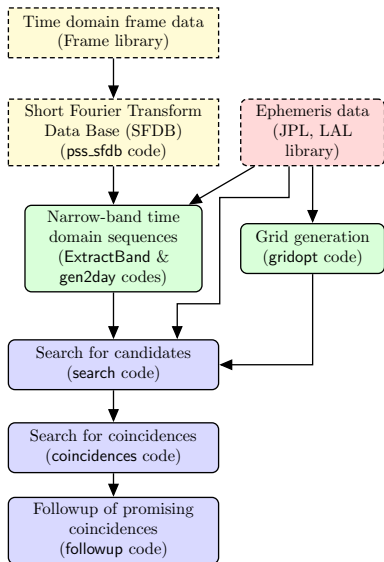 Time domain frame data
(Frame library)
Short Fourier Transform
Data Base (SFDB)
(pss_sfdb code)
Ephemeris data
(JPL, LAL
library)
Narrow-band time
domain sequences
(ExtractBand &
gen2day codes)
Grid generation
(gridopt code)
Search for candidates
(search code)
Search for coincidences
(coincidences code)
Followup of promising
coincidences
(followup code)